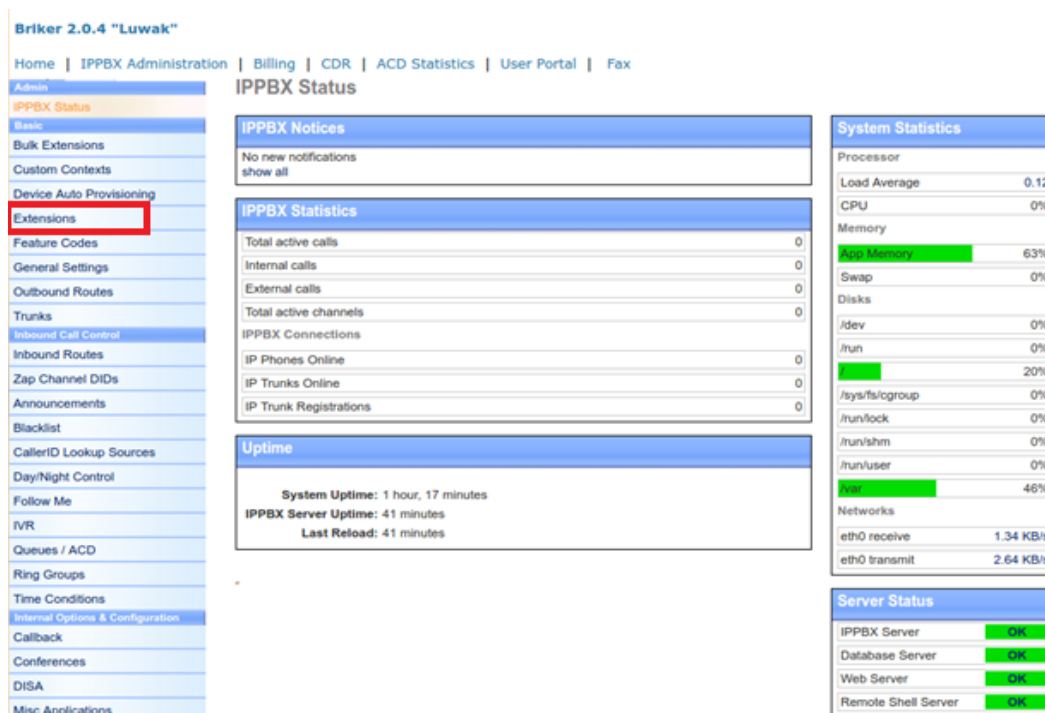 Briker 2.0.4 "Luwak"
Home | IPPBX Administration | Billing | CDR | ACD Statistics | User Portal | Fax
Admin
IPPBX Status
Basic
Bulk Extensions
Custom Contexts
Device Auto Provisioning
Extensions
Feature Codes
General Settings
Outbound Routes
Trunks
Inbound Call Control
Inbound Routes
Zap Channel DIDs
Announcements
Blacklist
CallerID Lookup Sources
Day/Night Control
Follow Me
IVR
Queues / ACD
Ring Groups
Time Conditions
Internal Options & Configuration
Callback
Conferences
DISA
Misc Applications
IPPBX Status
IPPBX Notices
No new notifications
show all
IPPBX Statistics
Total active calls 0
Internal calls 0
External calls 0
Total active channels 0
IPPBX Connections
IP Phones Online 0
IP Trunks Online 0
IP Trunk Registrations 0
Uptime
System Uptime: 1 hour, 17 minutes
IPPBX Server Uptime: 41 minutes
Last Reload: 41 minutes
System Statistics
Processor
Load Average 0.12
CPU 0%
Memory
App Memory 63%
Swap 0%
Disks
/dev 0%
/run 0%
/ 20%
/sys/fs/cgroup 0%
/run/lock 0%
/run/shm 0%
/run/user 0%
/var 46%
Networks
eth0 receive 1.34 KB/s
eth0 transmit 2.64 KB/s
Server Status
IPPBX Server OK
Database Server OK
Web Server OK
Remote Shell Server OK